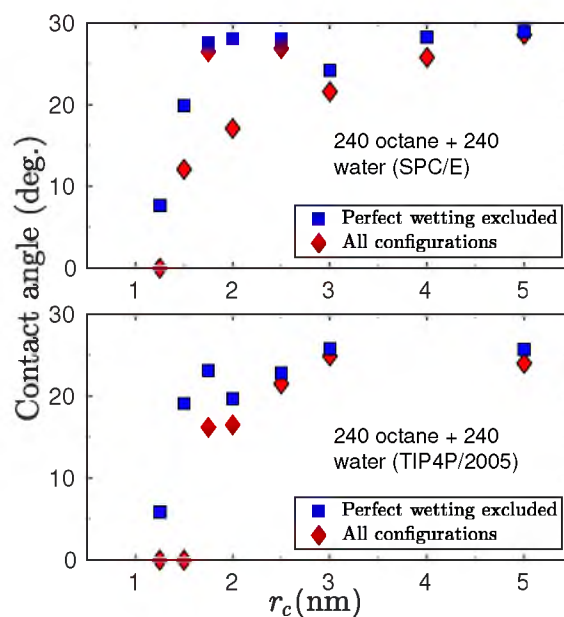 Contact angle (deg.)
30
20
10
0
240 octane + 240
water (SPC/E)
Perfect wetting excluded
All configurations
1 2 3 4 5
30
20
10
0
240 octane + 240
water (TIP4P/2005)
Perfect wetting excluded
All configurations
1 2 3 4 5
r_c(nm)